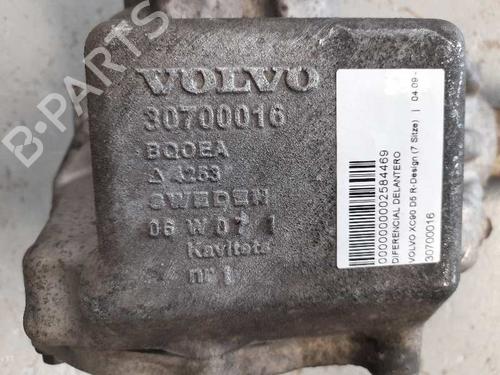 VOLVO
30700016
BQOEA
Δ 4253
SWEDEN
06 W 07 1
Kavitets
nr 1
0000000002584469
DIFERENCIAL DELANTERO
VOLVO XC90 D5 R-Design (7 Sitze) | 04.09 -
30700016
B-PARTS